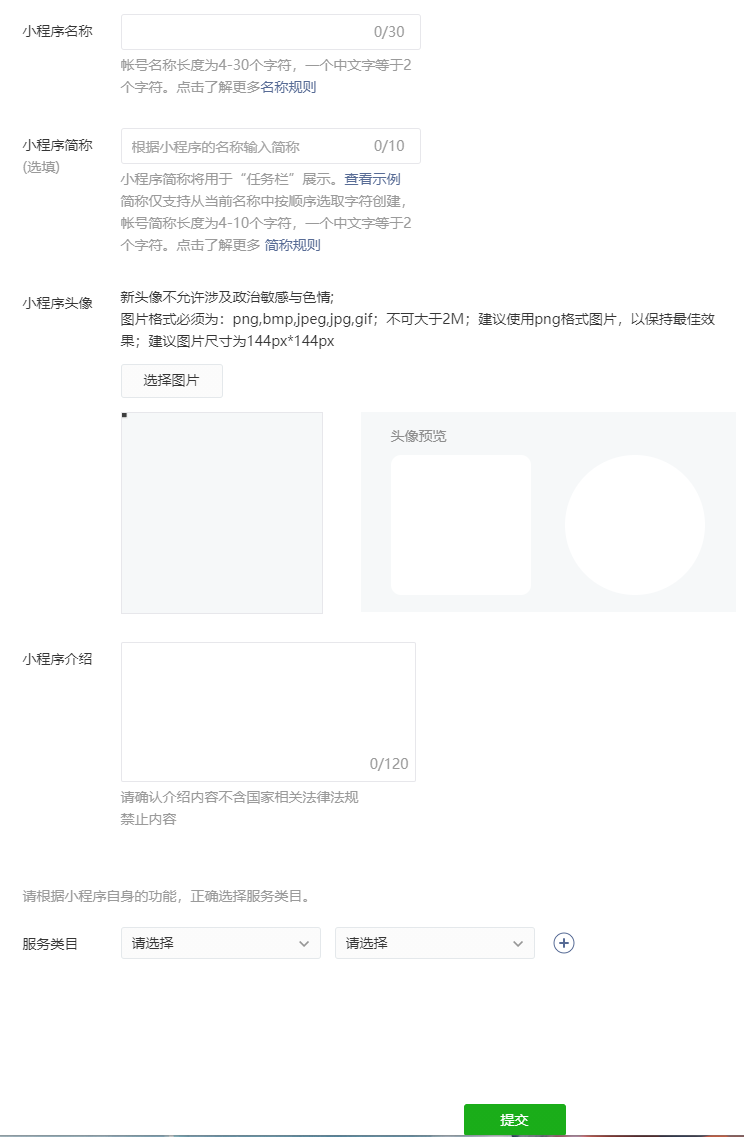 小程序名称
0/30
帐号名称长度为4-30个字符，一个中文字等于2
个字符。点击了解更多名称规则
小程序简称
(选填)
根据小程序的名称输入简称
0/10
小程序简称将用于“任务栏”展示。查看示例
简称仅支持从当前名称中按顺序选取字符创建，
帐号简称长度为4-10个字符，一个中文字等于2
个字符。点击了解更多 简称规则
小程序头像
新头像不允许涉及政治敏感与色情;
图片格式必须为：png,bmp,jpeg,jpg,gif；不可大于2M；建议使用png格式图片，以保持最佳效
果；建议图片尺寸为144px*144px
选择图片
头像预览
小程序介绍
0/120
请确认介绍内容不含国家相关法律法规
禁止内容
请根据小程序自身的功能，正确选择服务类目。
服务类目
请选择
请选择
提交